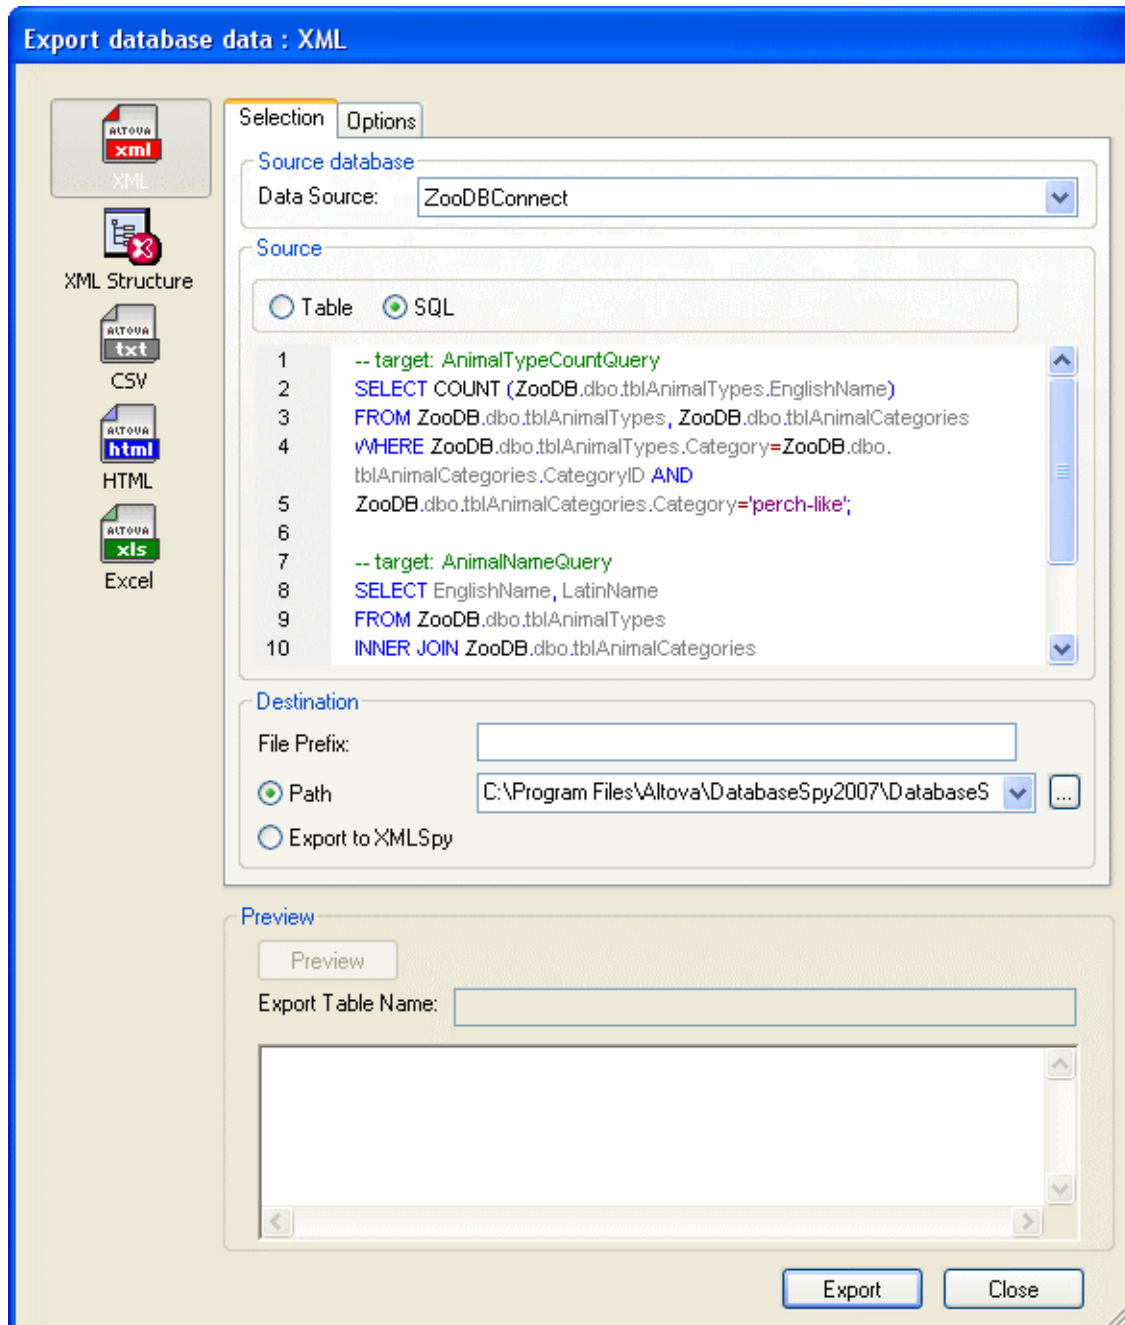 Export database data : XML
ALTOVA
xml
XML
XML Structure
ALTOVA
txt
CSV
ALTOVA
html
HTML
ALTOVA
xls
Excel
Selection
Options
Source database
Data Source:
ZooDBConnect
Source
Table
SQL
1 -- target: AnimalTypeCountQuery
2 SELECT COUNT (ZooDB.dbo.tblAnimalTypes.EnglishName)
3 FROM ZooDB.dbo.tblAnimalTypes, ZooDB.dbo.tblAnimalCategories
4 WHERE ZooDB.dbo.tblAnimalTypes.Category=ZooDB.dbo.
tblAnimalCategories.CategoryID AND
5 ZooDB.dbo.tblAnimalCategories.Category='perch-like';
6
7 -- target: AnimalNameQuery
8 SELECT EnglishName, LatinName
9 FROM ZooDB.dbo.tblAnimalTypes
10 INNER JOIN ZooDB.dbo.tblAnimalCategories
Destination
File Prefix:
Path
C:\Program Files\Altova\DatabaseSpy2007\DatabaseS
...
Export to XMLSpy
Preview
Preview
Export Table Name:
Export
Close